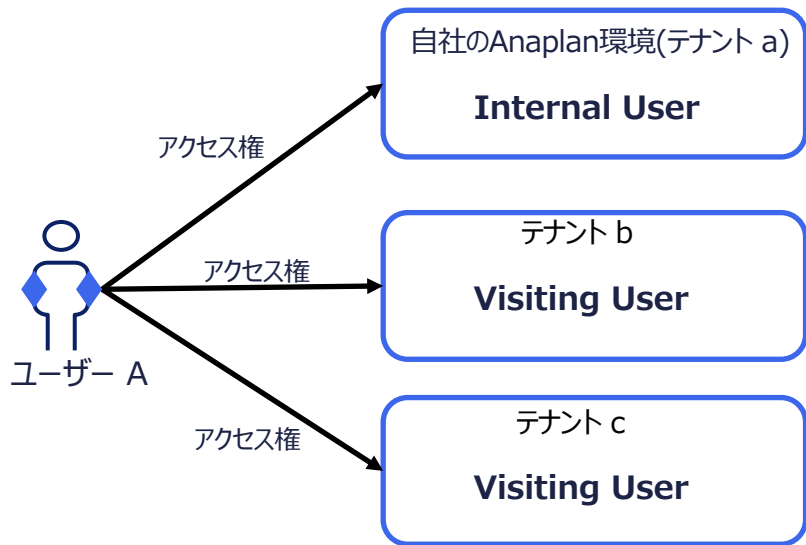 自社のAnaplan環境(テナント a)
Internal User
アクセス権
テナント b
アクセス権
Visiting User
ユーザー A
テナント c
アクセス権
Visiting User